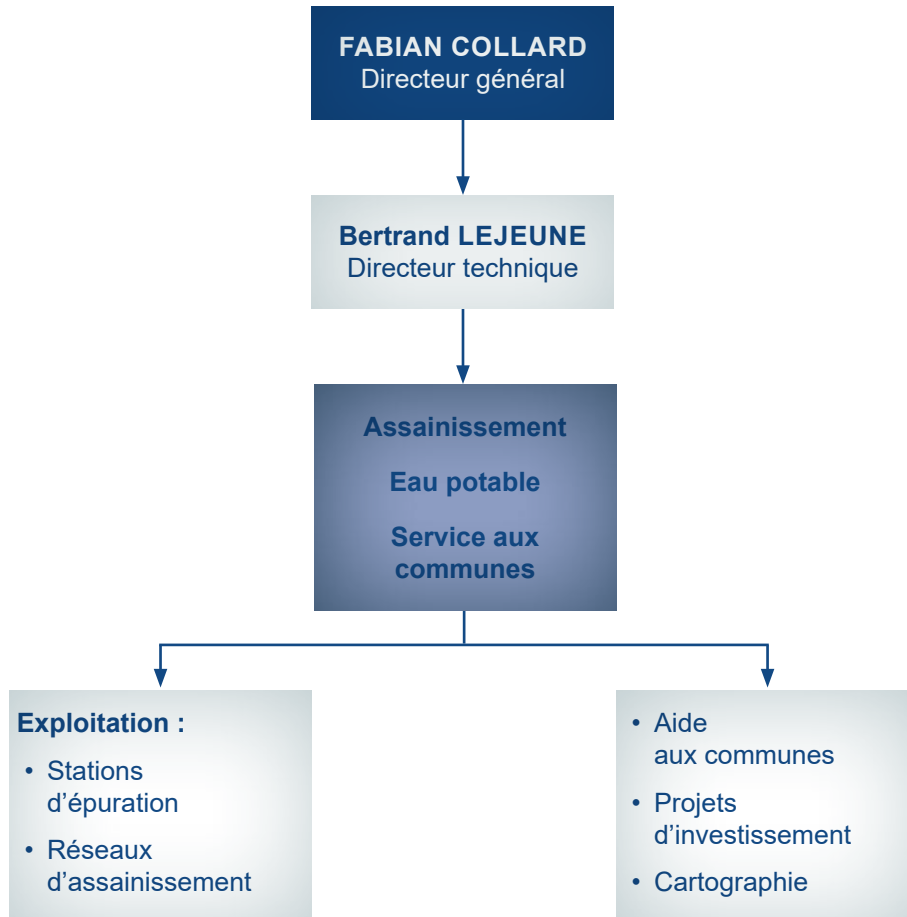 FABIAN COLLARD
Directeur général
Bertrand LEJEUNE
Directeur technique
Assainissement
Eau potable
Service aux
communes
Exploitation :
• Stations
d’épuration
• Réseaux
d’assainissement
• Aide
aux communes
• Projets
d’investissement
• Cartographie